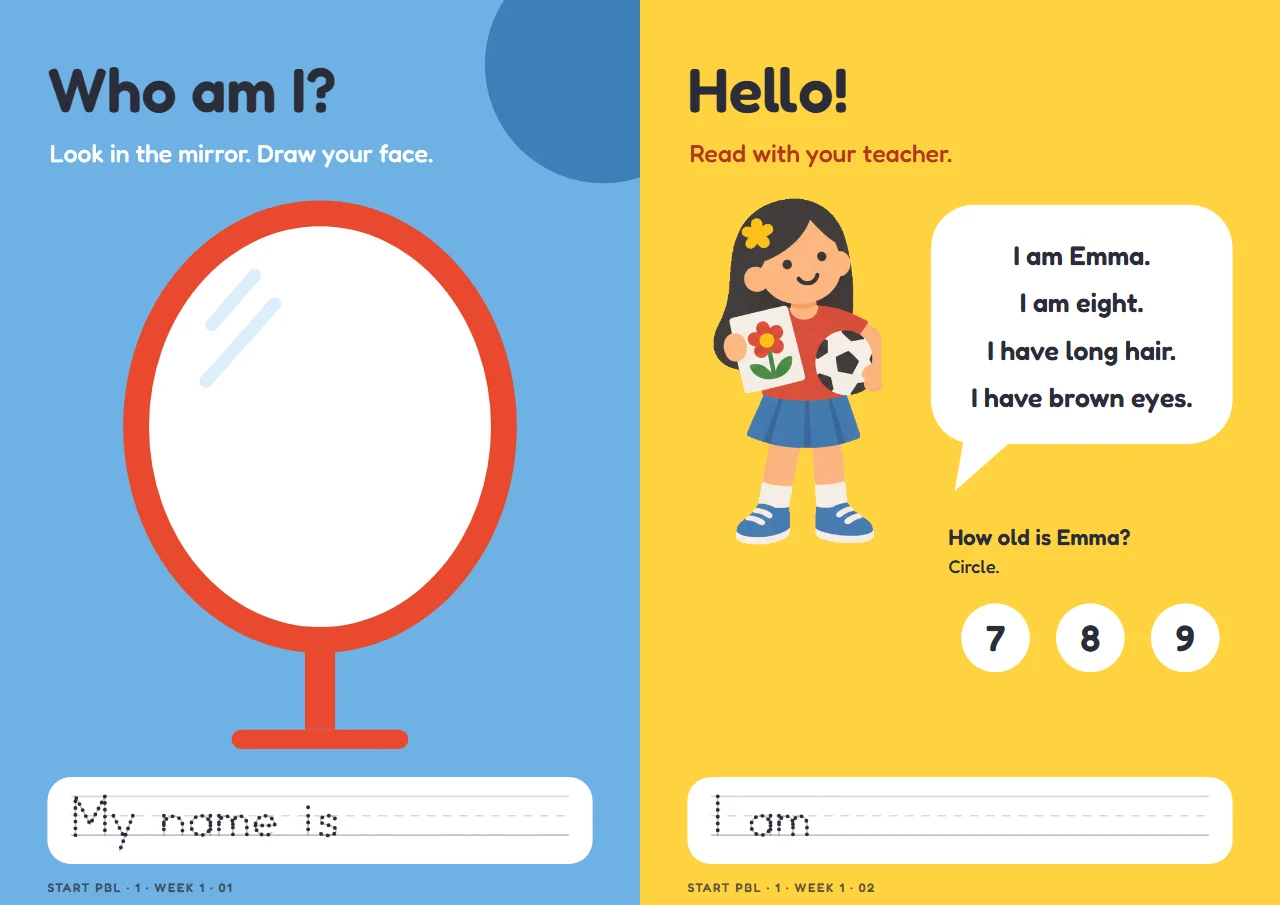 Who am I?
Look in the mirror. Draw your face.
My name is
START PBL · 1 · WEEK 1 · 01
Hello!
Read with your teacher.
I am Emma.
I am eight.
I have long hair.
I have brown eyes.
How old is Emma?
Circle.
7 8 9
I am
START PBL · 1 · WEEK 1 · 02